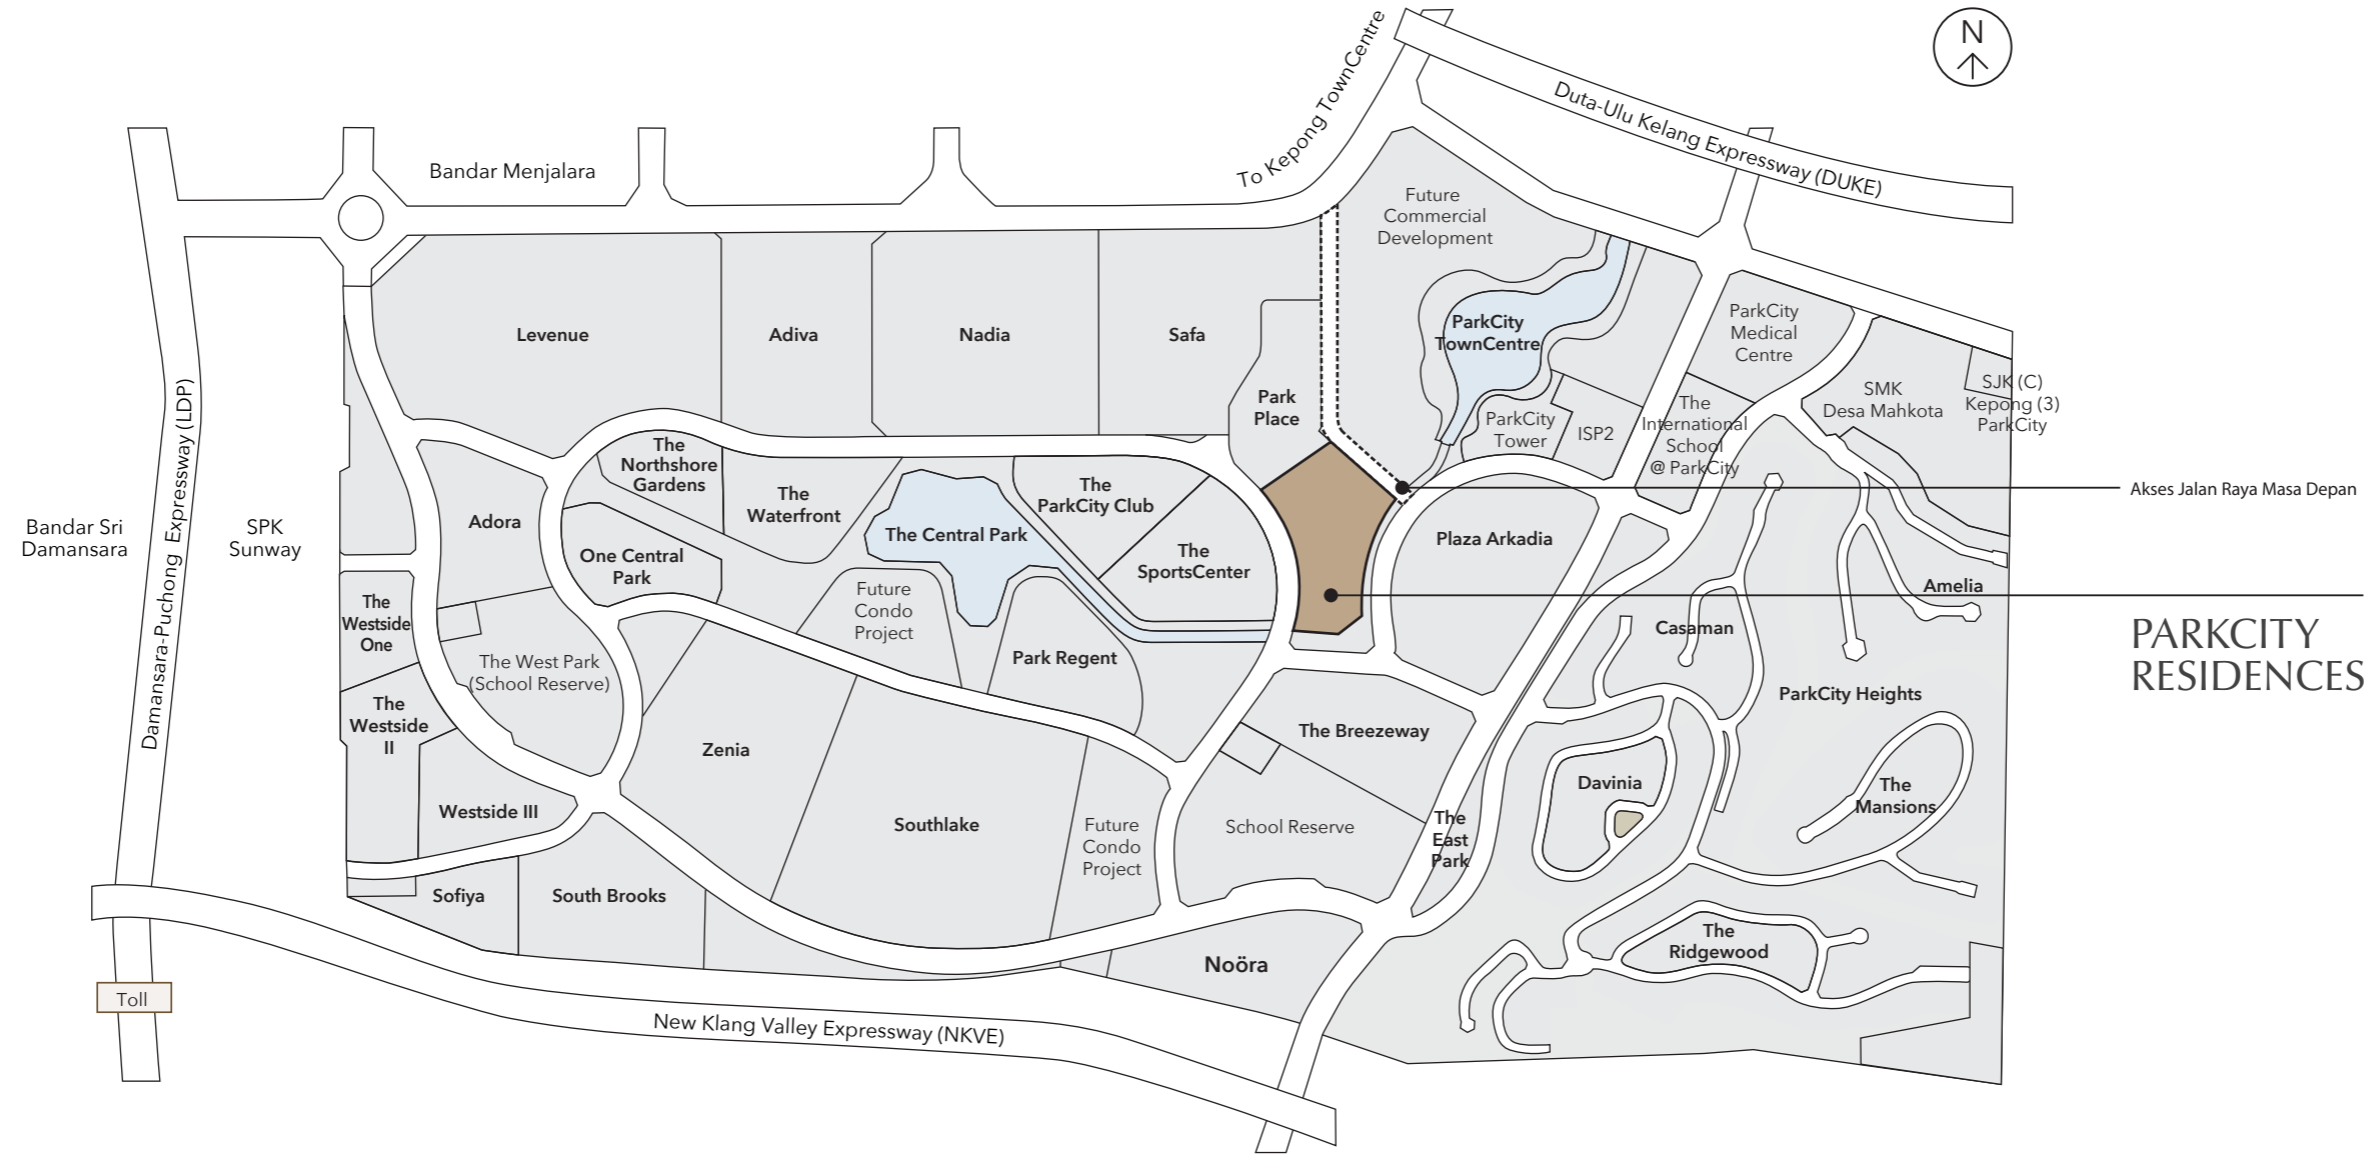 N
To Kepong TownCentre
Duta-Ulu Kelang Expressway (DUKE)
Bandar Menjalara
Future
Commercial
Development
Levenue
Adiva
Nadia
Safa
Park
Place
ParkCity
TownCentre
ParkCity
Medical
Centre
SMK
Desa Mahkota
SJK (C)
Kepong (3)
ParkCity
ParkCity
Tower
ISP2
The
International
School
@ ParkCity
Akses Jalan Raya Masa Depan
Bandar Sri
Damansara
Damansara-Puchong Expressway (LDP)
SPK
Sunway
Adora
The
Northshore
Gardens
The
Waterfront
The Central Park
The
ParkCity Club
The
SportsCenter
Plaza Arkadia
One Central
Park
Future
Condo
Project
Amelia
The
Westside
One
Casaman
PARKCITY
RESIDENCES
The West Park
(School Reserve)
Park Regent
ParkCity Heights
The
Westside
II
Zenia
The Breezeway
Davinia
The
Mansions
Westside III
Southlake
Future
Condo
Project
School Reserve
The
East
Park
Sofiya
South Brooks
Noöra
The
Ridgewood
Toll
New Klang Valley Expressway (NKVE)